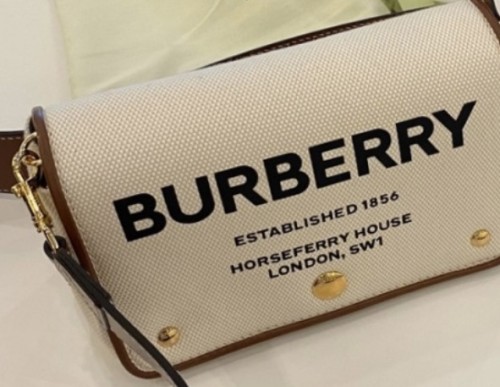 BURBERRY
ESTABLISHED 1856
HORSEFERRY HOUSE
LONDON, SW1